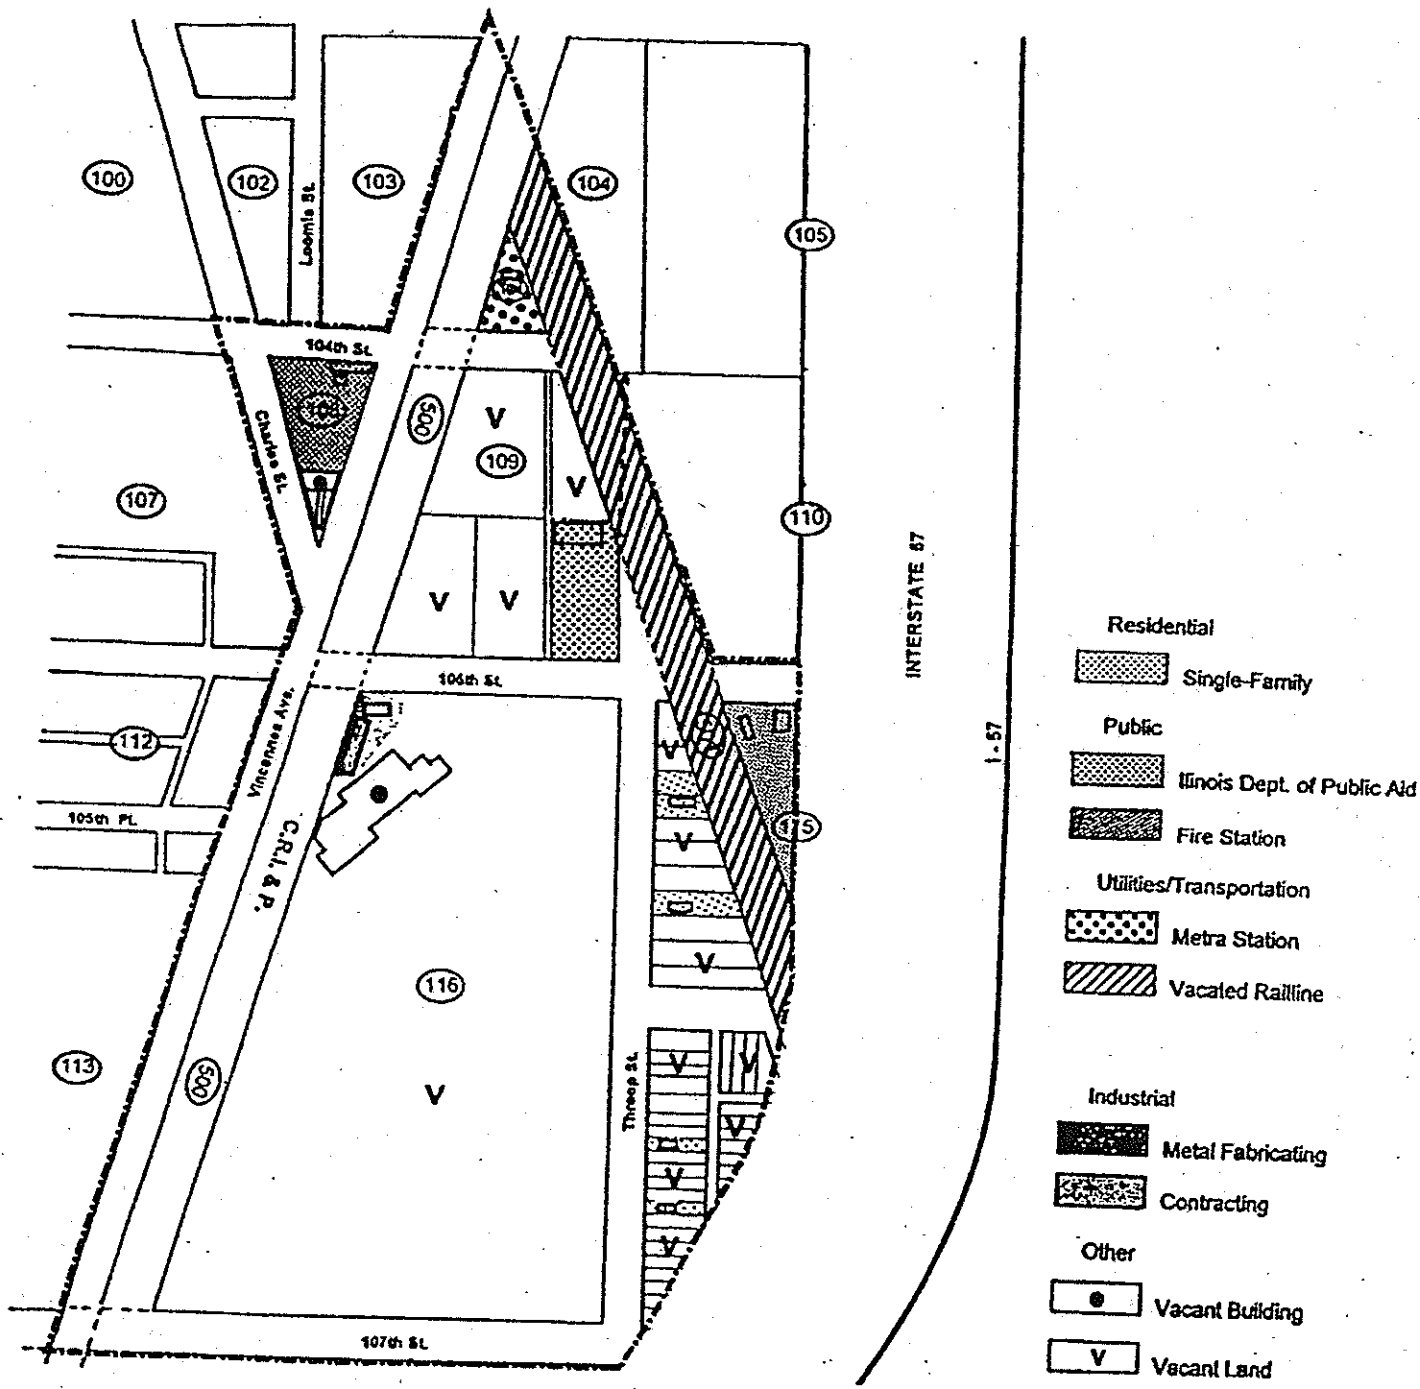 100
102
Loomis St.
103
104
105
104th St.
108
500
V
Charles St.
109
V
107
110
INTERSTATE 57
V
V
106th St.
I - 57
112
Vincennes Ave.
V
105th Pl.
C.R.I. & P.
V
115
V
116
500
113
V
Throop St.
V
V
V
V
V
107th St.
Residential
Single-Family
Public
Illinois Dept. of Public Aid
Fire Station
Utilities/Transportation
Metra Station
Vacated Railline
Industrial
Metal Fabricating
Contracting
Other
Vacant Building
V
Vacant Land